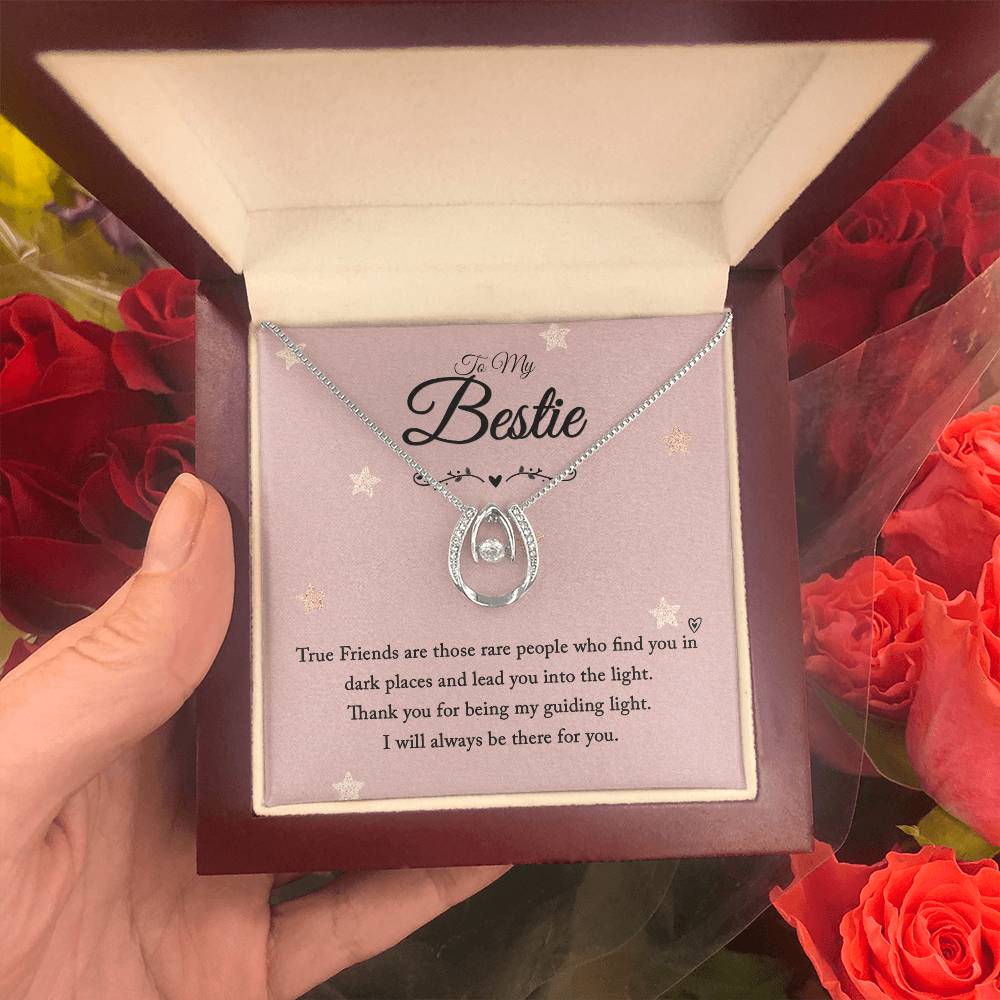 To My
Bestie
True Friends are those rare people who find you in
dark places and lead you into the light.
Thank you for being my guiding light.
I will always be there for you.